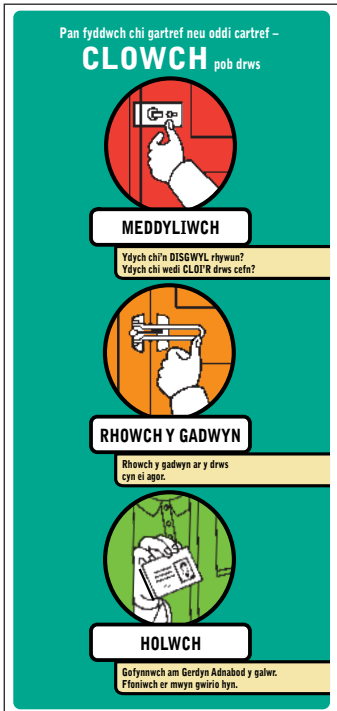 Pan fyddwch chi gartref neu oddi cartref –
CLOWCH pob drws
MEDDYLIWCH
Ydych chi'n DISGWYL rhywun?
Ydych chi wedi CLOI'R drws cefn?
RHOWCH Y GADWYN
Rhowch y gadwyn ar y drws
cyn ei agor.
HOLWCH
Gofynnwch am Gerdyn Adnabod y galwr.
Ffoniwch er mwyn gwirio hyn.